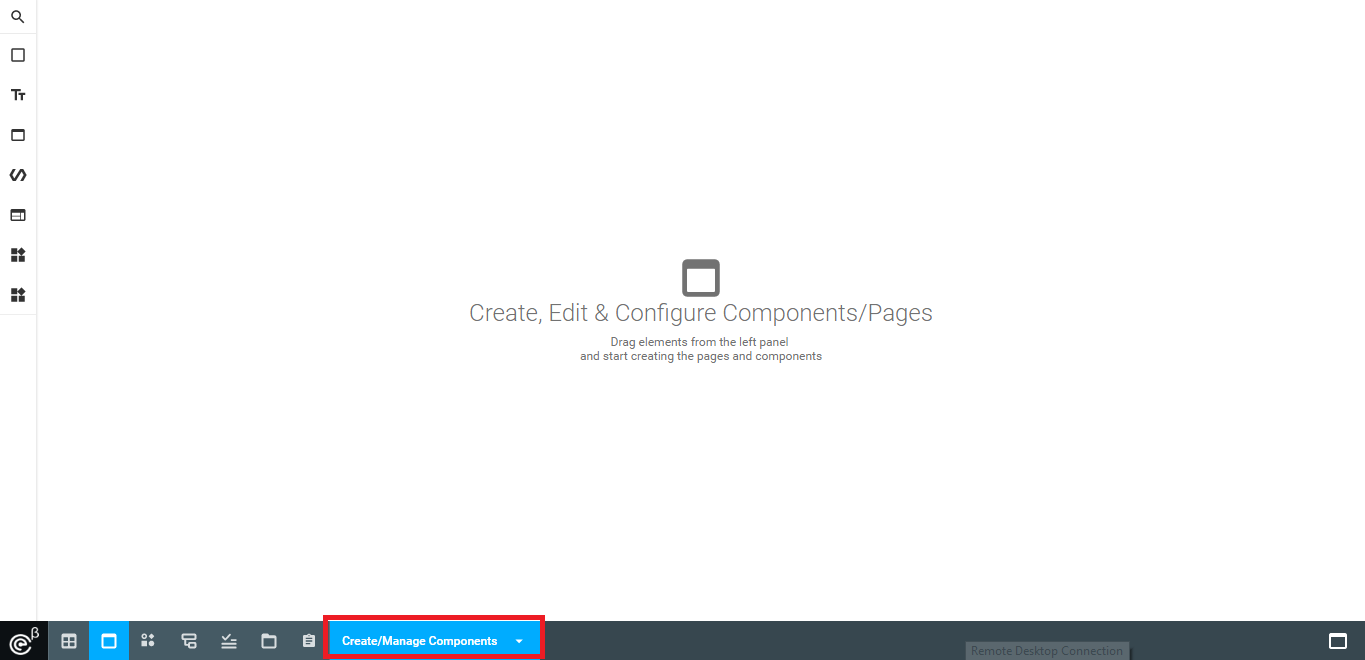 Tт
Create, Edit & Configure Components/Pages
Drag elements from the left panel
and start creating the pages and components
β
Create/Manage Components
Remote Desktop Connection